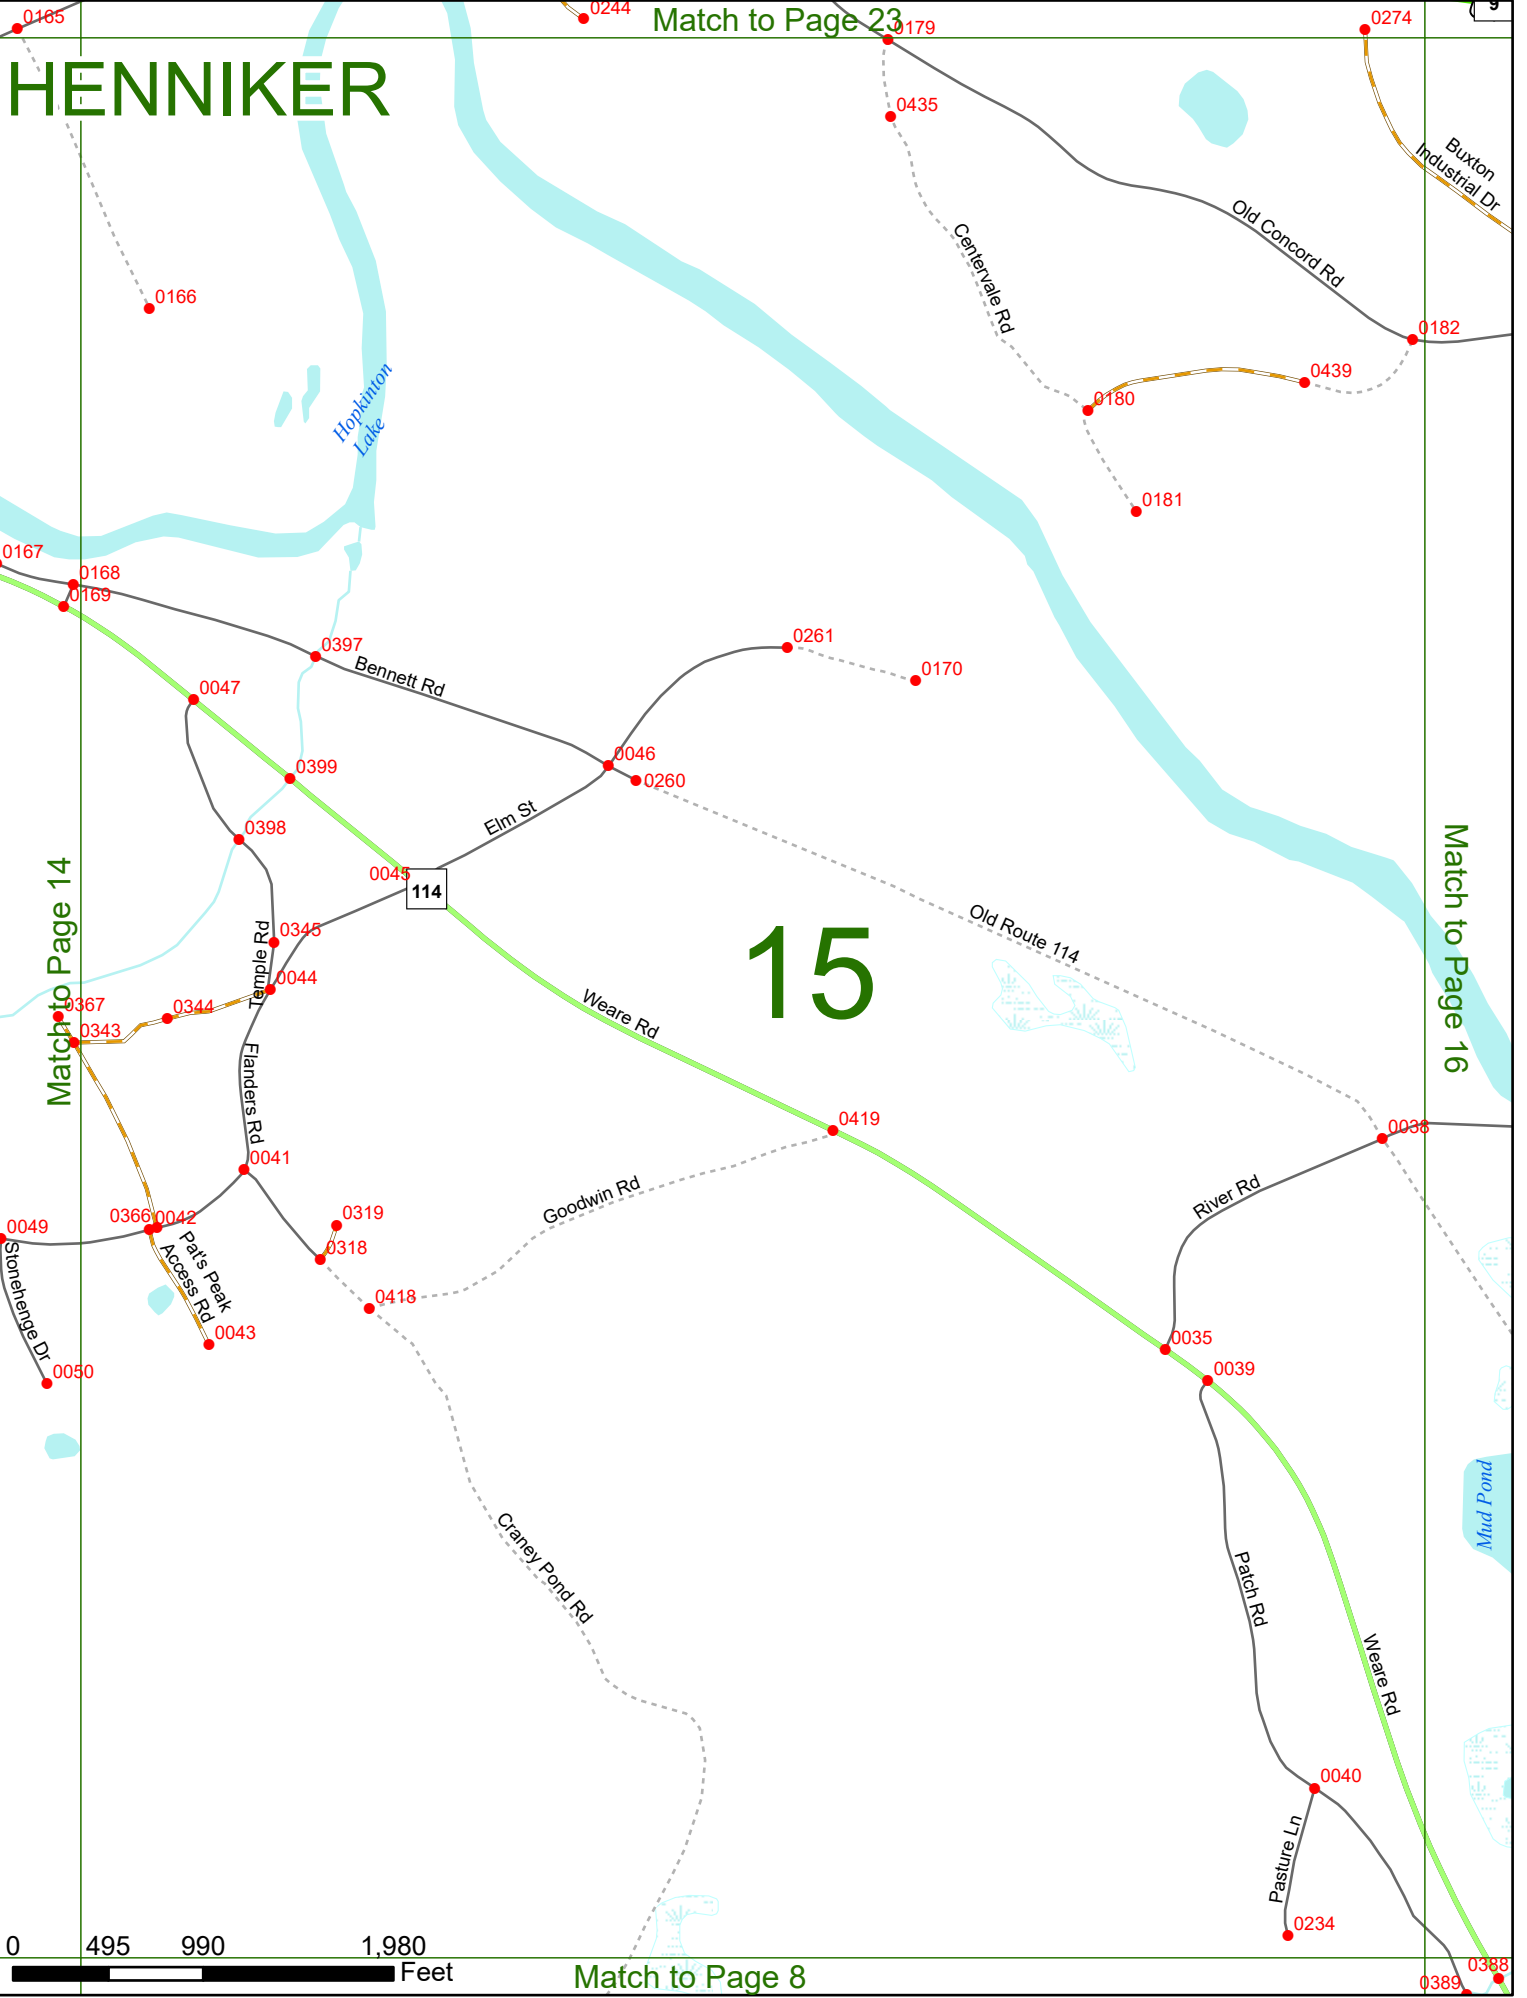 0165
0244
Match to Page 23
0179
0274
9
HENNIKER
0435
Buxton
Industrial Dr
Old Concord Rd
Centervale Rd
0166
0182
Hopkinton
Lake
0439
0180
0181
0167
0168
0169
0397
Bennett Rd
0261
0170
0047
0046
0260
0399
Elm St
0398
0045
114
Match to Page 14
Match to Page 16
15
Old Route 114
0345
Temple Rd
0044
Weare Rd
0367
0344
0343
Flanders Rd
0419
0038
0041
Goodwin Rd
River Rd
0049
0366
0042
0319
0318
Stonehenge Dr
Pat's Peak
Access Rd
0418
0043
0035
0050
0039
Mud Pond
Craney Pond Rd
Patch Rd
Weare Rd
0040
Pasture Ln
0234
0 495 990 1,980
Feet
Match to Page 8
0388
0389